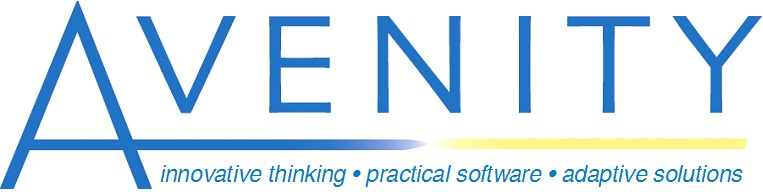 AVENITY
innovative thinking • practical software • adaptive solutions